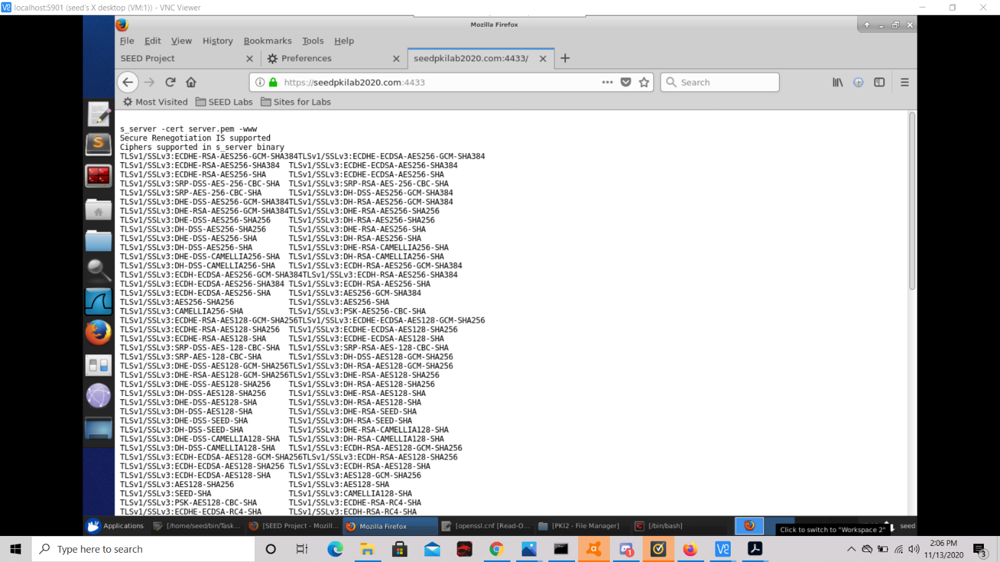 localhost:5901 (seed's X desktop (VM:1)) - VNC Viewer
Mozilla Firefox
File Edit View History Bookmarks Tools Help
SEED Project Preferences seedpkilab2020.com:4433/
https://seedpkilab2020.com:4433 Search
Most Visited SEED Labs Sites for Labs
s_server -cert server.pem -www
Secure Renegotiation IS supported
Ciphers supported in s_server binary
TLSv1/SSLv3:ECDHE-RSA-AES256-GCM-SHA384TLSv1/SSLv3:ECDHE-ECDSA-AES256-GCM-SHA384
TLSv1/SSLv3:ECDHE-RSA-AES256-SHA384 TLSv1/SSLv3:ECDHE-ECDSA-AES256-SHA384
TLSv1/SSLv3:ECDHE-RSA-AES256-SHA TLSv1/SSLv3:ECDHE-ECDSA-AES256-SHA
TLSv1/SSLv3:SRP-DSS-AES-256-CBC-SHA TLSv1/SSLv3:SRP-RSA-AES-256-CBC-SHA
TLSv1/SSLv3:SRP-AES-256-CBC-SHA TLSv1/SSLv3:DH-DSS-AES256-GCM-SHA384
TLSv1/SSLv3:DHE-DSS-AES256-GCM-SHA384TLSv1/SSLv3:DH-RSA-AES256-GCM-SHA384
TLSv1/SSLv3:DHE-RSA-AES256-GCM-SHA384TLSv1/SSLv3:DHE-RSA-AES256-SHA256
TLSv1/SSLv3:DHE-DSS-AES256-SHA256 TLSv1/SSLv3:DH-RSA-AES256-SHA256
TLSv1/SSLv3:DH-DSS-AES256-SHA256 TLSv1/SSLv3:DHE-RSA-AES256-SHA
TLSv1/SSLv3:DHE-DSS-AES256-SHA TLSv1/SSLv3:DH-RSA-AES256-SHA
TLSv1/SSLv3:DH-DSS-AES256-SHA TLSv1/SSLv3:DHE-RSA-CAMELLIA256-SHA
TLSv1/SSLv3:DHE-DSS-CAMELLIA256-SHA TLSv1/SSLv3:DH-RSA-CAMELLIA256-SHA
TLSv1/SSLv3:DH-DSS-CAMELLIA256-SHA TLSv1/SSLv3:ECDH-RSA-AES256-GCM-SHA384
TLSv1/SSLv3:ECDH-ECDSA-AES256-GCM-SHA384TLSv1/SSLv3:ECDH-RSA-AES256-SHA384
TLSv1/SSLv3:ECDH-ECDSA-AES256-SHA384 TLSv1/SSLv3:ECDH-RSA-AES256-SHA
TLSv1/SSLv3:ECDH-ECDSA-AES256-SHA TLSv1/SSLv3:AES256-GCM-SHA384
TLSv1/SSLv3:AES256-SHA256 TLSv1/SSLv3:AES256-SHA
TLSv1/SSLv3:CAMELLIA256-SHA TLSv1/SSLv3:PSK-AES256-CBC-SHA
TLSv1/SSLv3:ECDHE-RSA-AES128-GCM-SHA256TLSv1/SSLv3:ECDHE-ECDSA-AES128-GCM-SHA256
TLSv1/SSLv3:ECDHE-RSA-AES128-SHA256 TLSv1/SSLv3:ECDHE-ECDSA-AES128-SHA256
TLSv1/SSLv3:ECDHE-RSA-AES128-SHA TLSv1/SSLv3:ECDHE-ECDSA-AES128-SHA
TLSv1/SSLv3:SRP-DSS-AES-128-CBC-SHA TLSv1/SSLv3:SRP-RSA-AES-128-CBC-SHA
TLSv1/SSLv3:SRP-AES-128-CBC-SHA TLSv1/SSLv3:DH-DSS-AES128-GCM-SHA256
TLSv1/SSLv3:DHE-DSS-AES128-GCM-SHA256TLSv1/SSLv3:DH-RSA-AES128-GCM-SHA256
TLSv1/SSLv3:DHE-RSA-AES128-GCM-SHA256TLSv1/SSLv3:DHE-RSA-AES128-SHA256
TLSv1/SSLv3:DHE-DSS-AES128-SHA256 TLSv1/SSLv3:DH-RSA-AES128-SHA256
TLSv1/SSLv3:DH-DSS-AES128-SHA256 TLSv1/SSLv3:DHE-RSA-AES128-SHA
TLSv1/SSLv3:DHE-DSS-AES128-SHA TLSv1/SSLv3:DH-RSA-AES128-SHA
TLSv1/SSLv3:DH-DSS-AES128-SHA TLSv1/SSLv3:DHE-RSA-SEED-SHA
TLSv1/SSLv3:DHE-DSS-SEED-SHA TLSv1/SSLv3:DH-RSA-SEED-SHA
TLSv1/SSLv3:DH-DSS-SEED-SHA TLSv1/SSLv3:DHE-RSA-CAMELLIA128-SHA
TLSv1/SSLv3:DHE-DSS-CAMELLIA128-SHA TLSv1/SSLv3:DH-RSA-CAMELLIA128-SHA
TLSv1/SSLv3:DH-DSS-CAMELLIA128-SHA TLSv1/SSLv3:ECDH-RSA-AES128-GCM-SHA256
TLSv1/SSLv3:ECDH-ECDSA-AES128-GCM-SHA256TLSv1/SSLv3:ECDH-RSA-AES128-SHA256
TLSv1/SSLv3:ECDH-ECDSA-AES128-SHA256 TLSv1/SSLv3:ECDH-RSA-AES128-SHA
TLSv1/SSLv3:ECDH-ECDSA-AES128-SHA TLSv1/SSLv3:AES128-GCM-SHA256
TLSv1/SSLv3:AES128-SHA256 TLSv1/SSLv3:AES128-SHA
TLSv1/SSLv3:SEED-SHA TLSv1/SSLv3:CAMELLIA128-SHA
TLSv1/SSLv3:PSK-AES128-CBC-SHA TLSv1/SSLv3:ECDHE-RSA-RC4-SHA
TLSv1/SSLv3:ECDHE-ECDSA-RC4-SHA TLSv1/SSLv3:ECDH-RSA-RC4-SHA
Applications [/home/seed/bin/Task... [SEED Project - Mozill... Mozilla Firefox [openssl.cnf [Read-O... [PKI2 - File Manager] [/bin/bash] Click to switch to "Workspace 2" seed
Type here to search 1 2:06 PM
11/13/2020 3